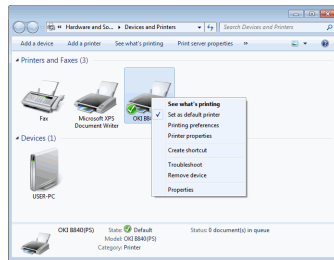 Hardware and So... Devices and Printers
Search Devices and Printers
Add a device Add a printer See what's printing Print server properties »
Printers and Faxes (3)
Fax
Microsoft XPS
Document Writer
OKI 8840
See what's printing
Set as default printer
Printing preferences
Printer properties
Create shortcut
Troubleshoot
Remove device
Properties
Devices (1)
USER-PC
OKI 8840(PS) State: Default Status: 0 document(s) in queue
Model: OKI 8840(PS)
Category: Printer